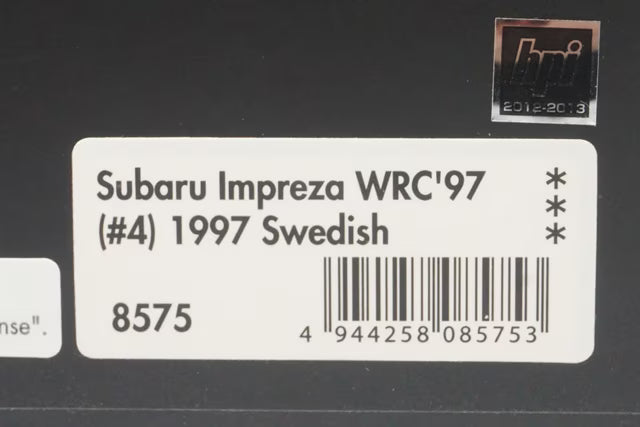 hpi
2012-2013
Subaru Impreza WRC'97
(#4) 1997 Swedish
***
nse".
8575
4 944258 085753